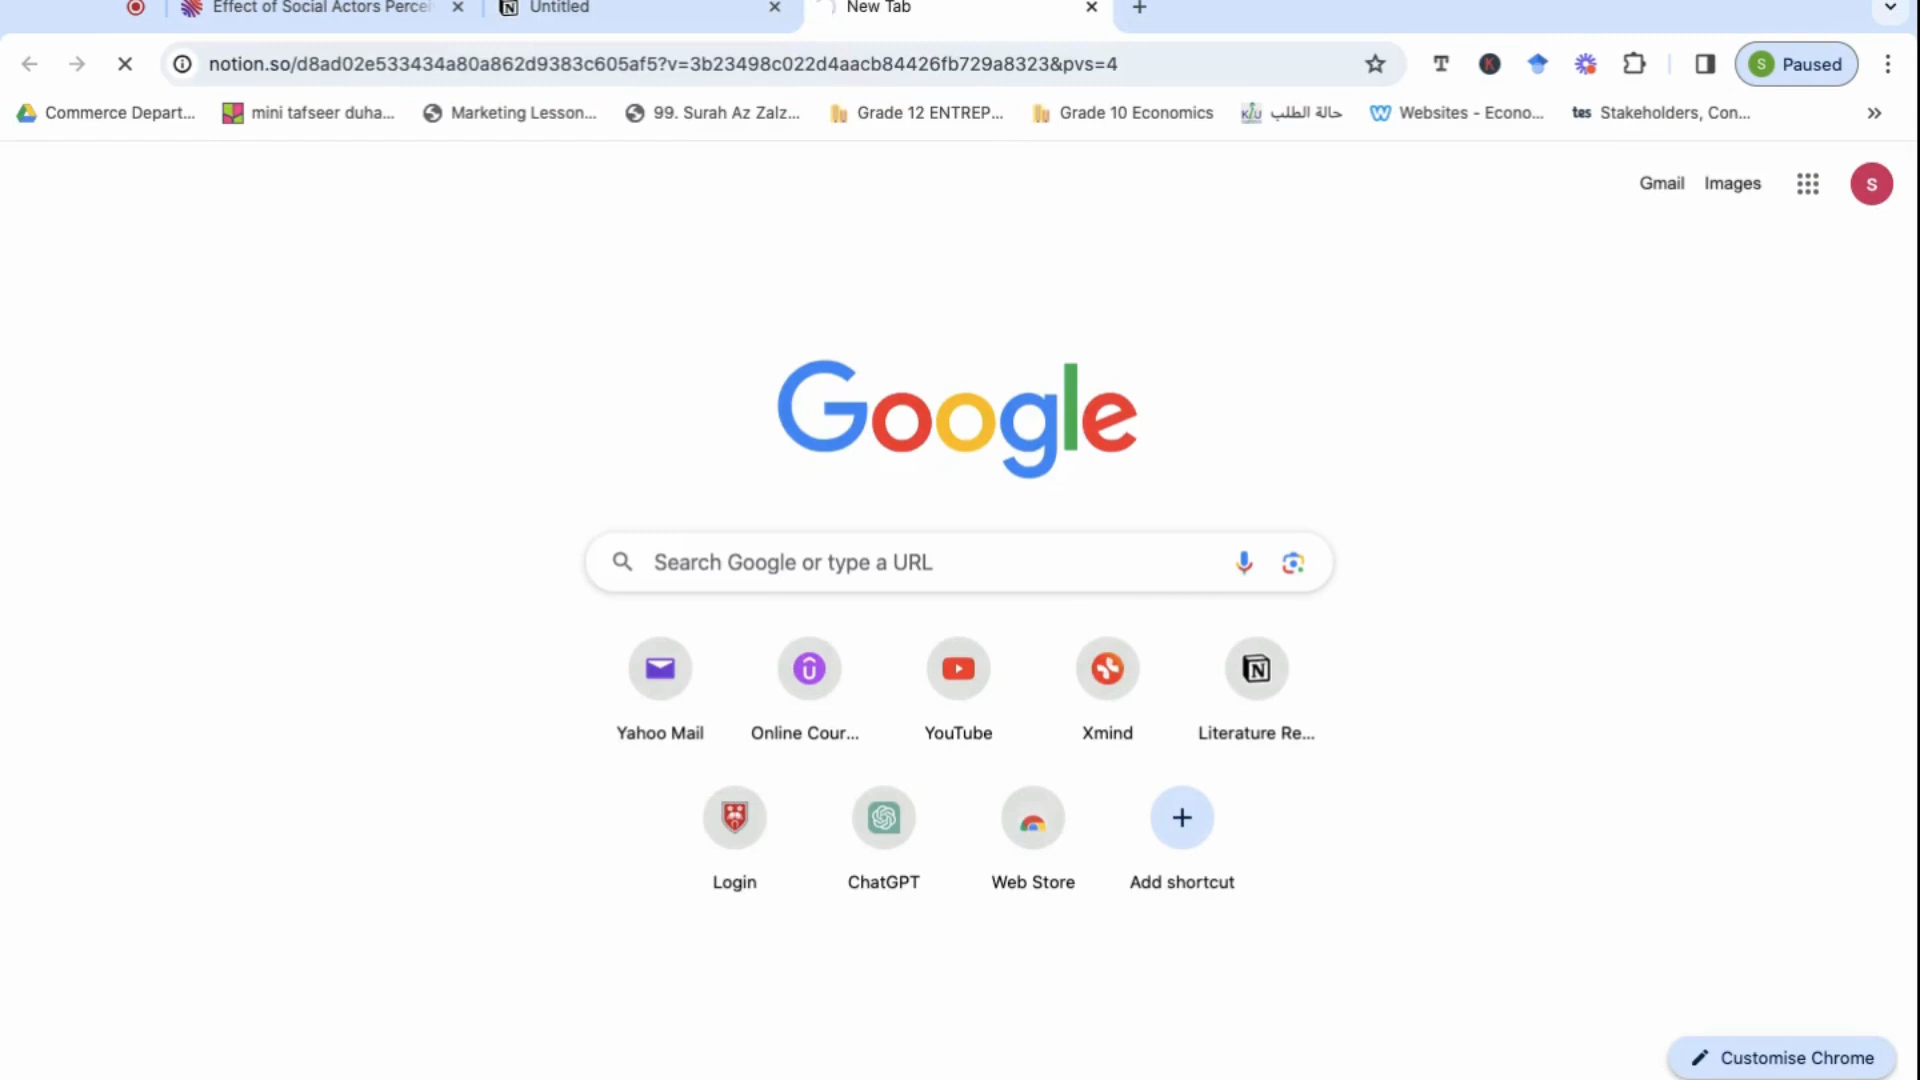 Effect of Social Actors Percei
Untitled
New Tab
notion.so/d8ad02e533434a80a862d9383c605af5?v=3b23498c022d4aacb84426fb729a8323&pvs=4
S Paused
Commerce Depart... mini tafseer duha... Marketing Lesson... 99. Surah Az Zalz... Grade 12 ENTREP... Grade 10 Economics حالة الطلب Websites - Econo... tes Stakeholders, Con...
Gmail Images S
Google
Search Google or type a URL
Yahoo Mail Online Cour... YouTube Xmind Literature Re...
Login ChatGPT Web Store Add shortcut
Customise Chrome